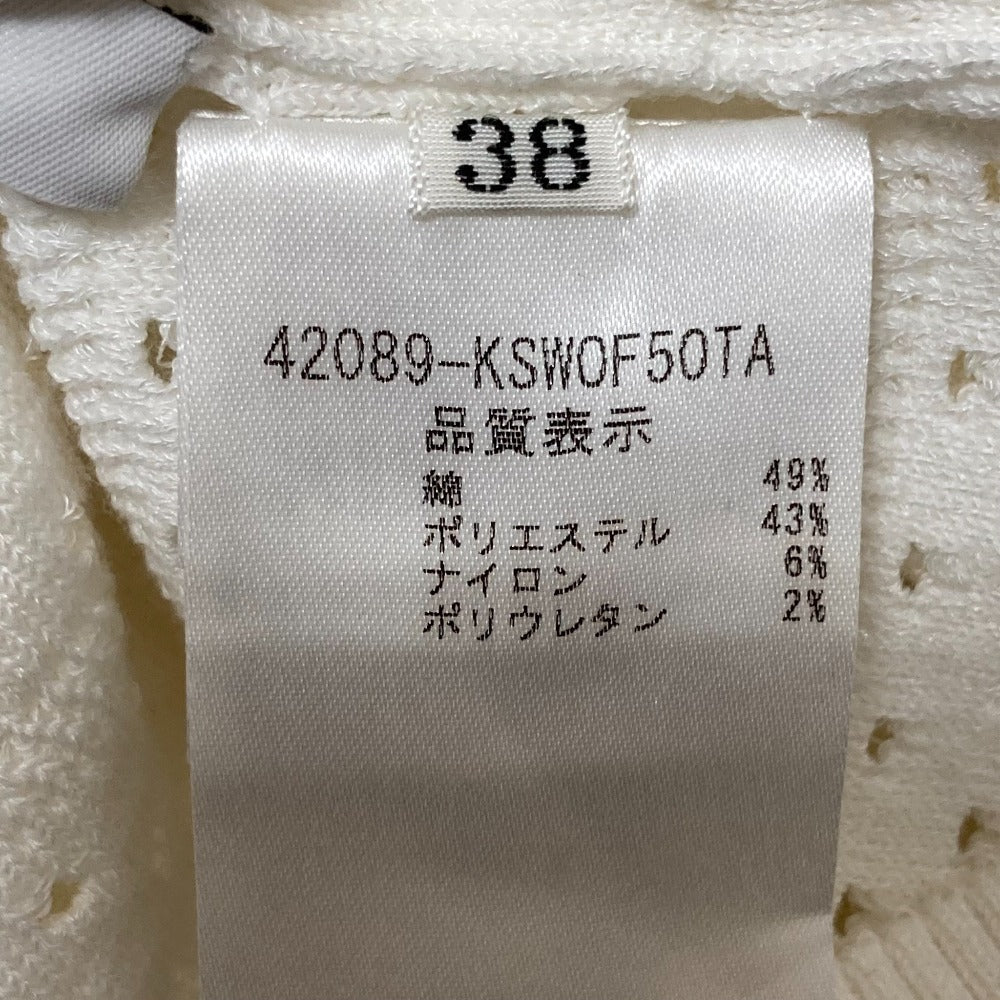 38
42089-KSW0F50TA
品質表示
綿 49%
ポリエステル 43%
ナイロン 6%
ポリウレタン 2%